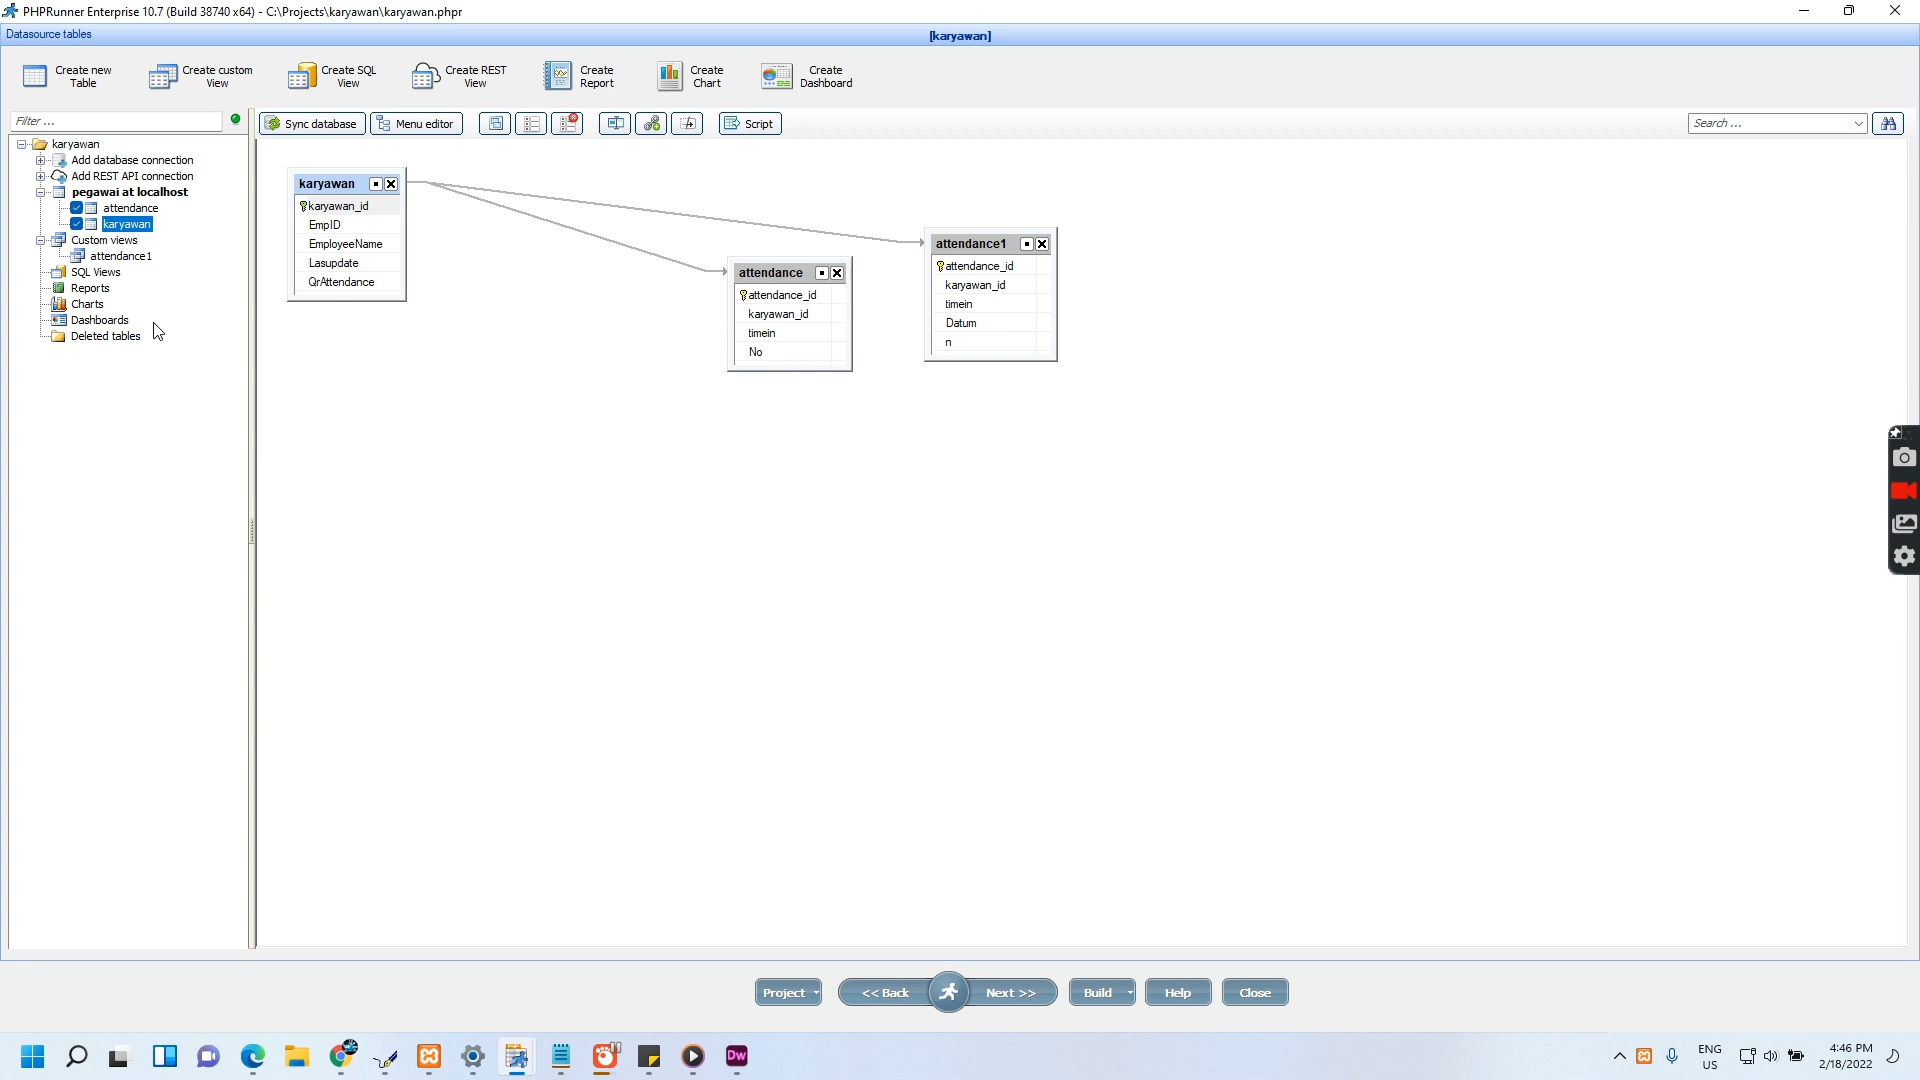 PHPRunner Enterprise 10.7 (Build 38740 x64) - C:\Projects\karyawan\karyawan.phpr
Datasource tables
[karyawan]
Create new
Table
Create custom
View
Create SQL
View
Create REST
View
Create
Report
Create
Chart
Create
Dashboard
Filter ...
Sync database
Menu editor
Script
Search ...
karyawan
Add database connection
Add REST API connection
pegawai at localhost
attendance
karyawan
Custom views
attendance1
SQL Views
Reports
Charts
Dashboards
Deleted tables
karyawan
karyawan_id
EmpID
EmployeeName
Lasupdate
QrAttendance
attendance
attendance_id
karyawan_id
timein
No
attendance1
attendance_id
karyawan_id
timein
Datum
n
Project
<< Back
Next >>
Build
Help
Close
Dw
ENG
US
4:46 PM
2/18/2022